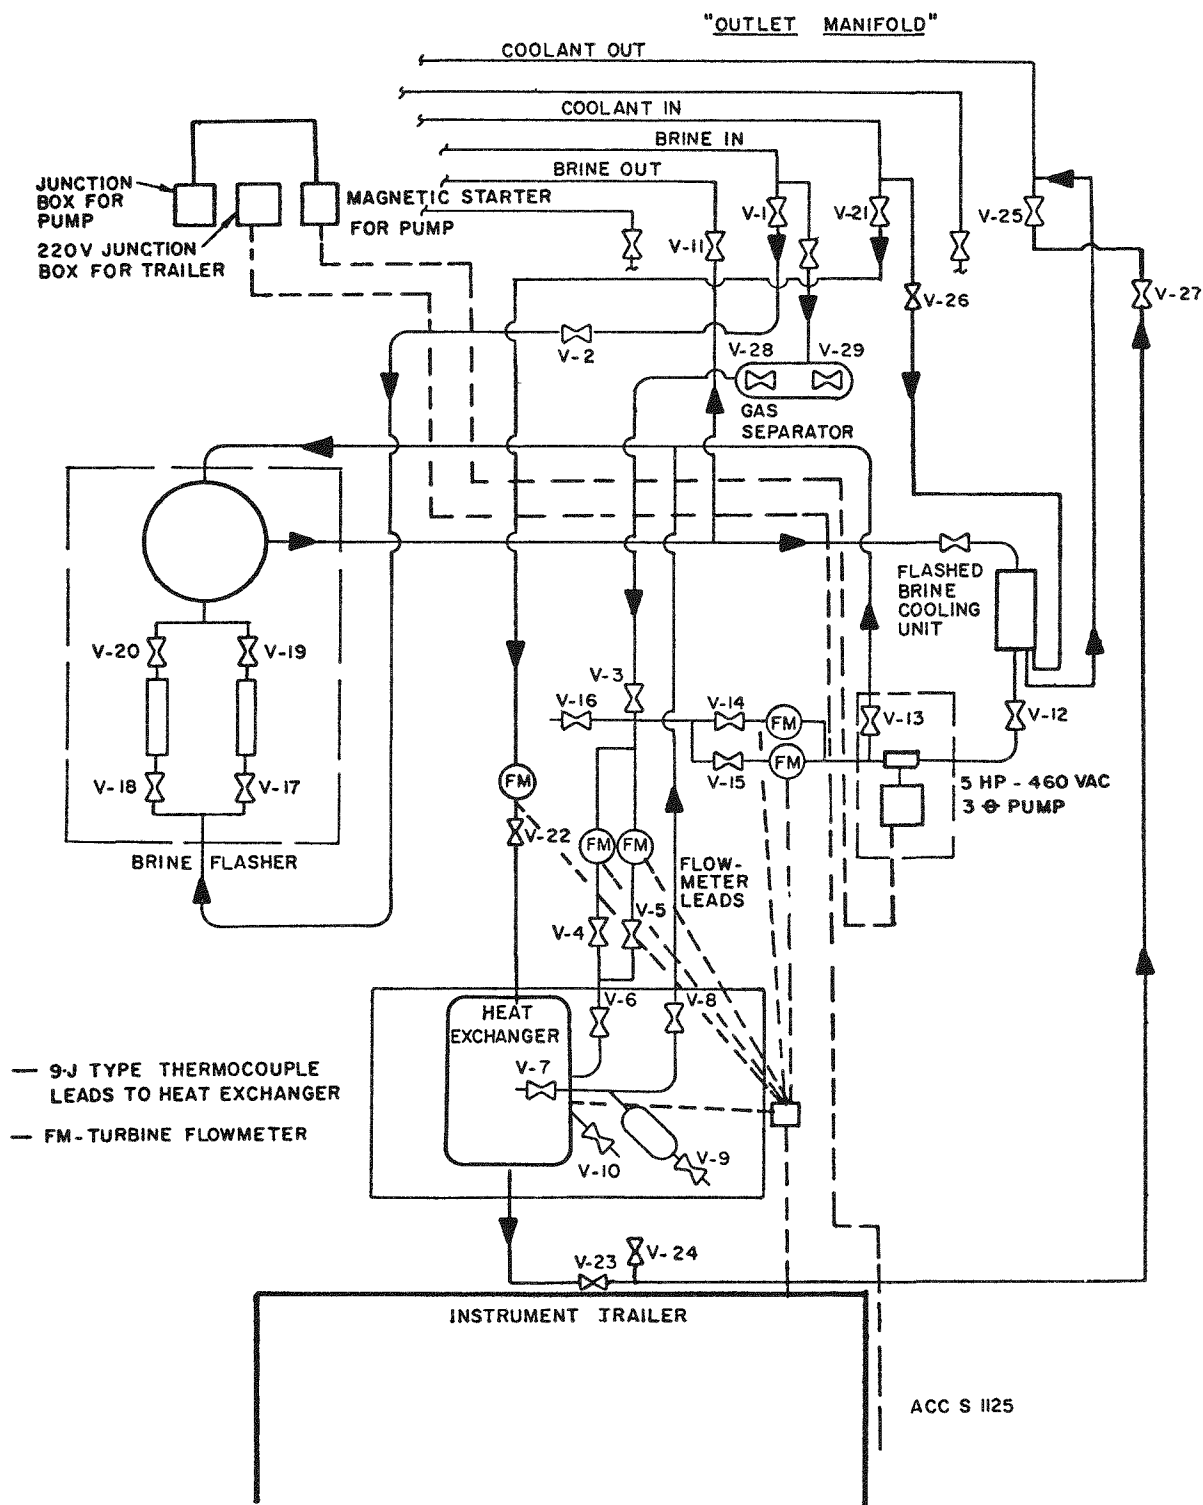 "OUTLET MANIFOLD"
COOLANT OUT
COOLANT IN
BRINE IN
BRINE OUT
JUNCTION
BOX FOR
PUMP
MAGNETIC STARTER
FOR PUMP
220V JUNCTION
BOX FOR TRAILER
V-1
V-21
V-25
V-11
V-26
V-27
V-2
V-28
V-29
GAS
SEPARATOR
FLASHED
BRINE
COOLING
UNIT
V-20
V-19
V-3
V-16
V-14
FM
V-13
V-12
V-18
V-17
FM
V-15
FM
5 HP - 460 VAC
3 Φ PUMP
V-22
BRINE FLASHER
FM
FM
FLOW-
METER
LEADS
V-4
V-5
HEAT
EXCHANGER
V-6
V-8
V-7
— 9-J TYPE THERMOCOUPLE
LEADS TO HEAT EXCHANGER
— FM-TURBINE FLOWMETER
V-10
V-9
V-23
V-24
INSTRUMENT TRAILER
ACC S 1125